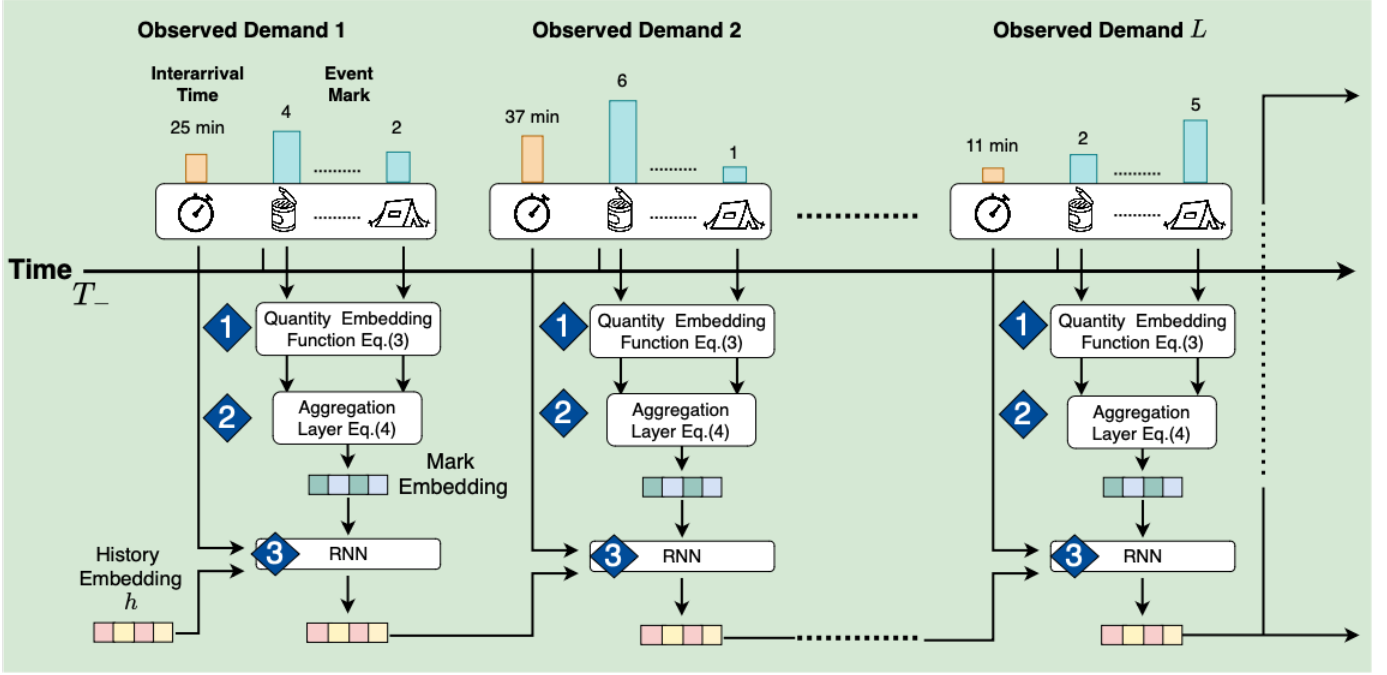 Observed Demand 1
Observed Demand 2
Observed Demand L
Interarrival
Time
Event
Mark
25 min
4
2
37 min
6
1
11 min
2
5
Time
T_
1
Quantity Embedding
Function Eq.(3)
1
Quantity Embedding
Function Eq.(3)
1
Quantity Embedding
Function Eq.(3)
2
Aggregation
Layer Eq.(4)
2
Aggregation
Layer Eq.(4)
2
Aggregation
Layer Eq.(4)
Mark
Embedding
3
RNN
3
RNN
3
RNN
History
Embedding
h